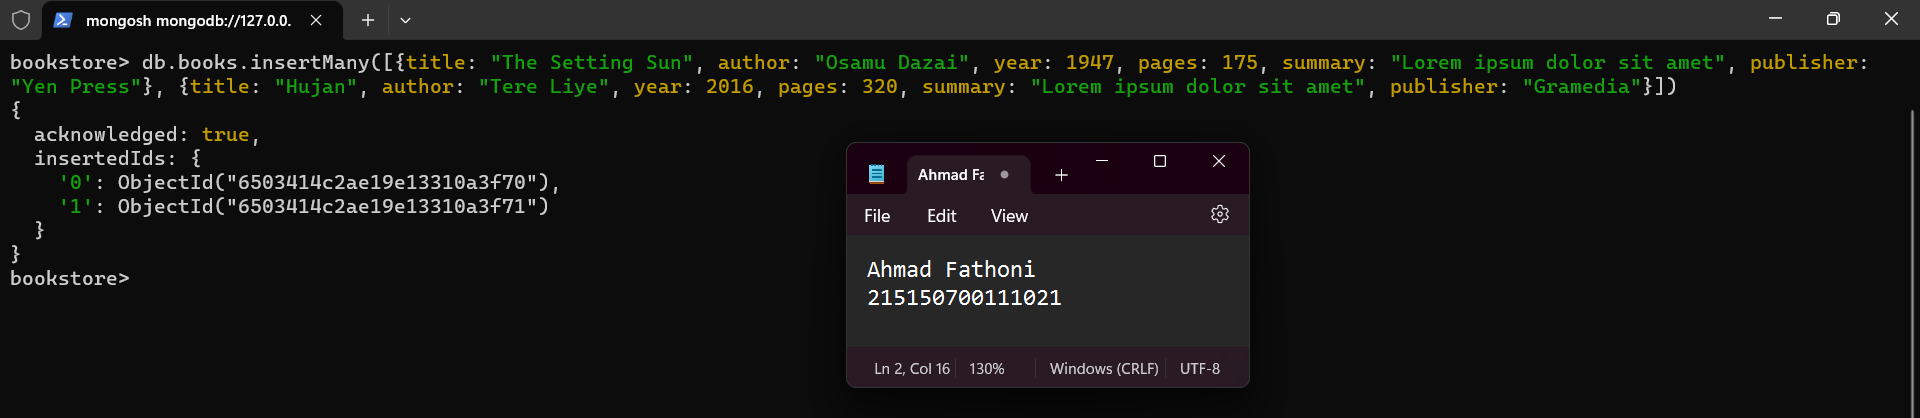 mongosh mongodb://127.0.0.
bookstore> db.books.insertMany([{title: "The Setting Sun", author: "Osamu Dazai", year: 1947, pages: 175, summary: "Lorem ipsum dolor sit amet", publisher:
"Yen Press"}, {title: "Hujan", author: "Tere Liye", year: 2016, pages: 320, summary: "Lorem ipsum dolor sit amet", publisher: "Gramedia"}])
{
  acknowledged: true,
  insertedIds: {
    '0': ObjectId("6503414c2ae19e13310a3f70"),
    '1': ObjectId("6503414c2ae19e13310a3f71")
  }
}
bookstore>
Ahmad Fa
File Edit View
Ahmad Fathoni
215150700111021
Ln 2, Col 16 130% Windows (CRLF) UTF-8